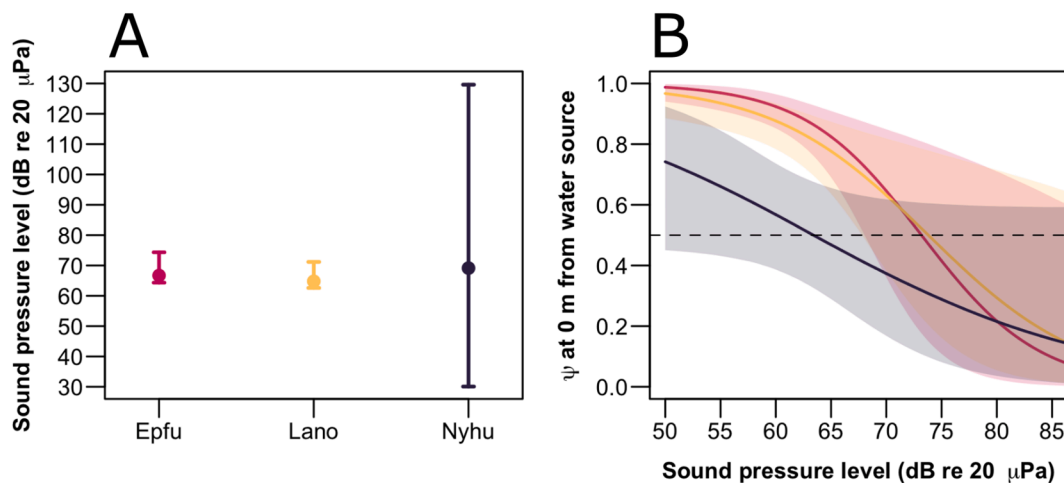 A
Sound pressure level (dB re 20 μPa)
130
120
110
100
90
80
70
60
50
40
30
Epfu Lano Nyhu
B
ψ at 0 m from water source
1.0
0.8
0.6
0.4
0.2
0.0
50 55 60 65 70 75 80 85
Sound pressure level (dB re 20 μPa)